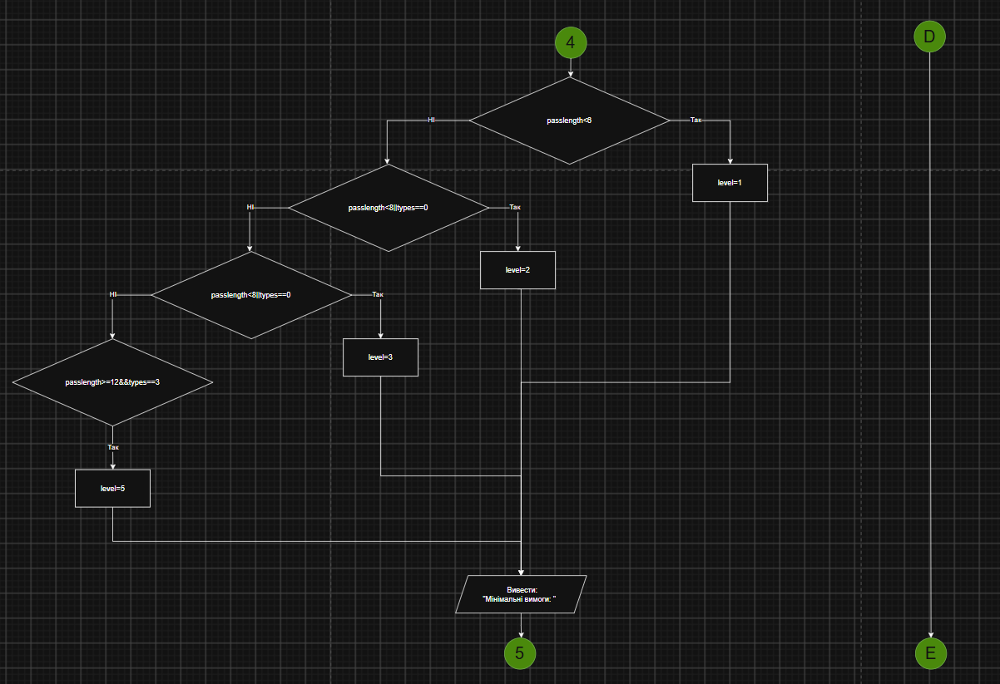 4
D
passlength<6
НІ
Так
level=1
passlength<8||types==0
НІ
Так
level=2
passlength<8||types==0
НІ
Так
level=3
passlength>=12&&types==3
Так
level=5
Вивести:
"Мінімальні вимоги: "
5
E